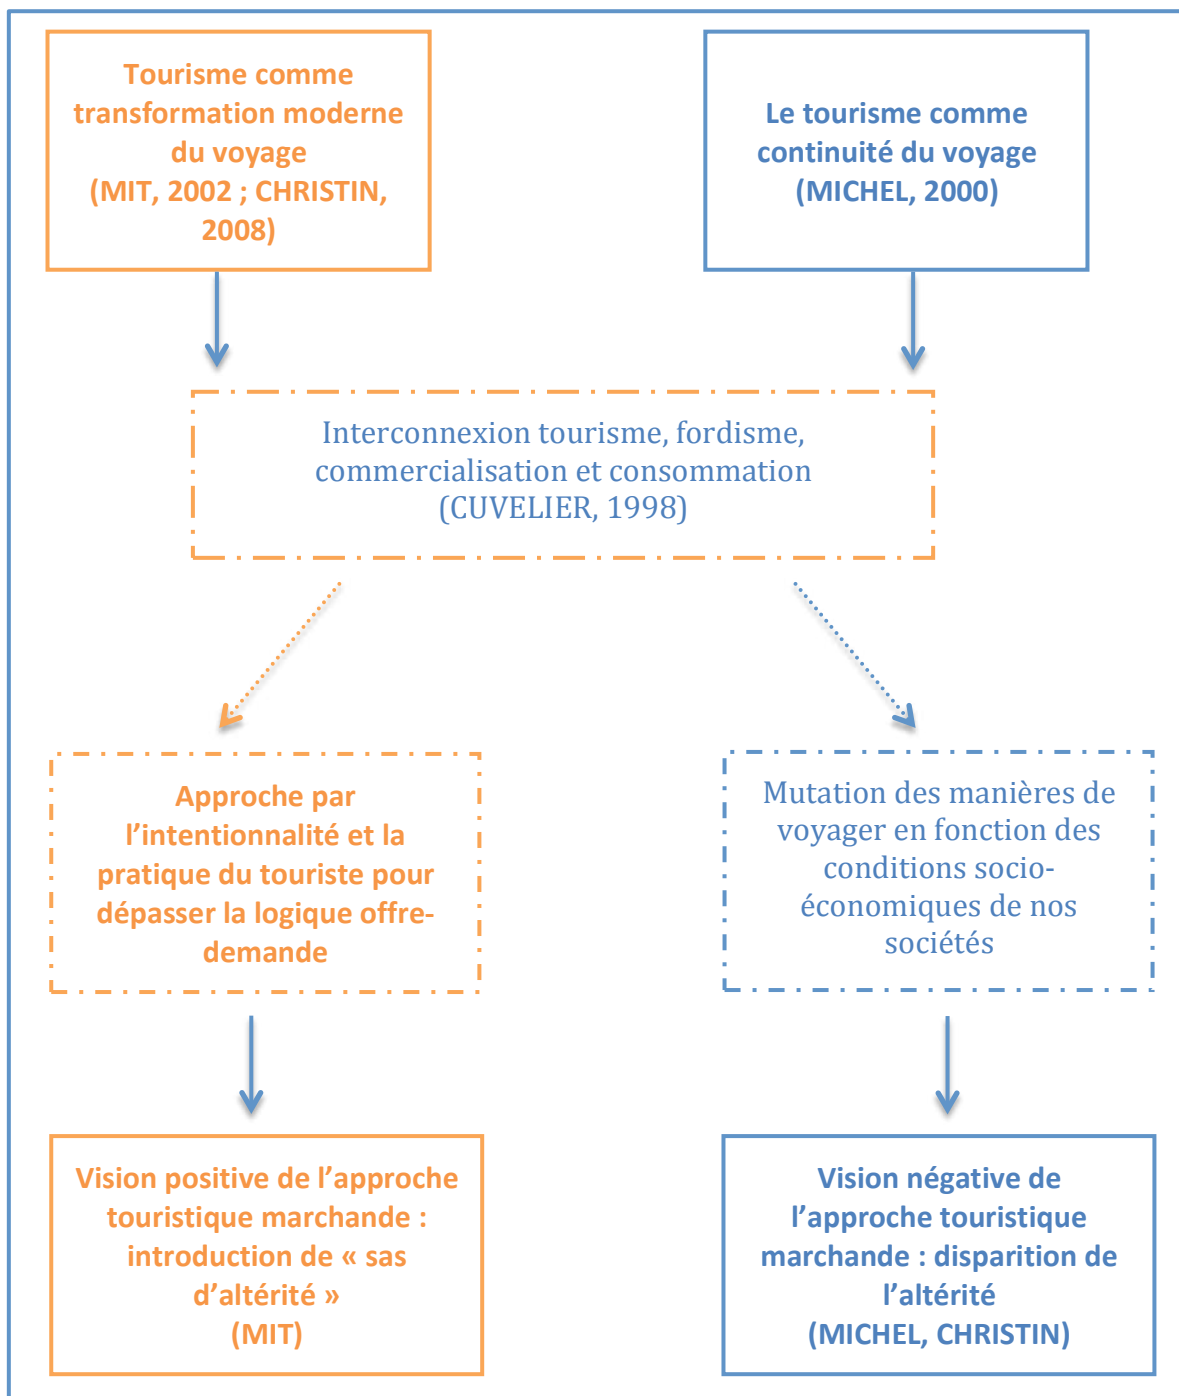 Tourisme comme
transformation moderne
du voyage
(MIT, 2002 ; CHRISTIN,
2008)
Le tourisme comme
continuité du voyage
(MICHEL, 2000)
Interconnexion tourisme, fordisme,
commercialisation et consommation
(CUVELIER, 1998)
Approche par
l’intentionnalité et la
pratique du touriste pour
dépasser la logique offre-
demande
Mutation des manières de
voyager en fonction des
conditions socio-
économiques de nos
sociétés
Vision positive de l’approche
touristique marchande :
introduction de « sas
d’altérité »
(MIT)
Vision négative de
l’approche touristique
marchande : disparition de
l’altérité
(MICHEL, CHRISTIN)